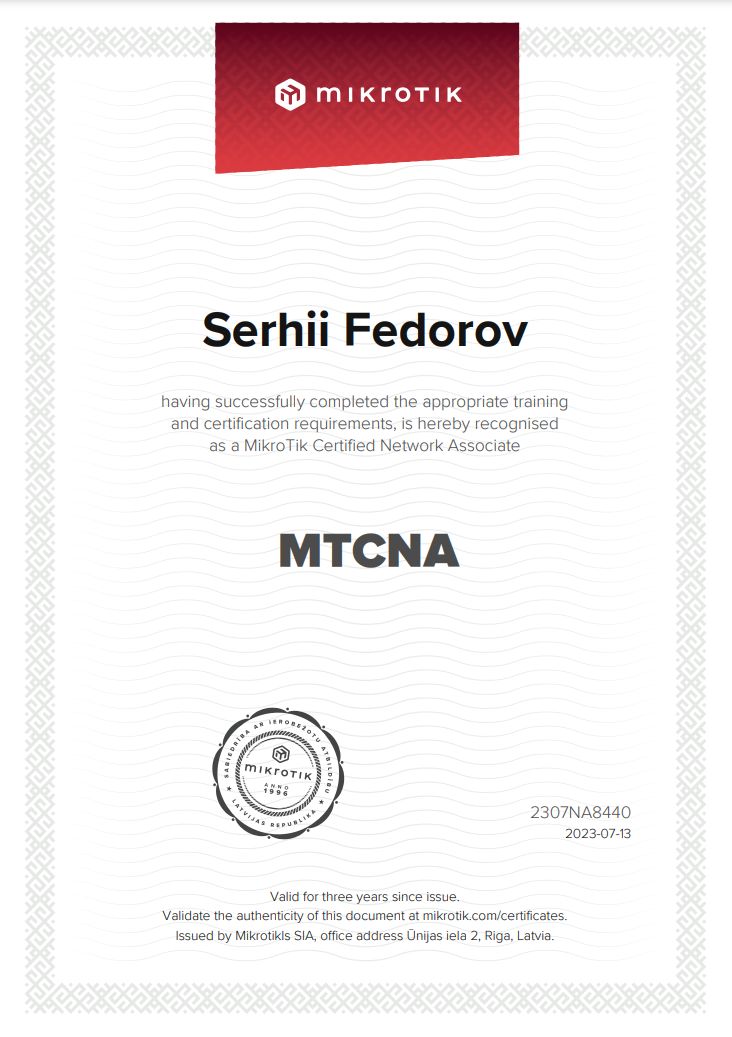 mikrotik
Serhii Fedorov
having successfully completed the appropriate training
and certification requirements, is hereby recognised
as a MikroTik Certified Network Associate
MTCNA
SABIEDRĪBA AR IEROBEŽOTU ATBILDĪBU
mikrotik
ANNO
1996
★ LATVIJAS REPUBLIKA ★
2307NA8440
2023-07-13
Valid for three years since issue.
Validate the authenticity of this document at mikrotik.com/certificates.
Issued by Mikrotikls SIA, office address Ūnijas iela 2, Riga, Latvia.